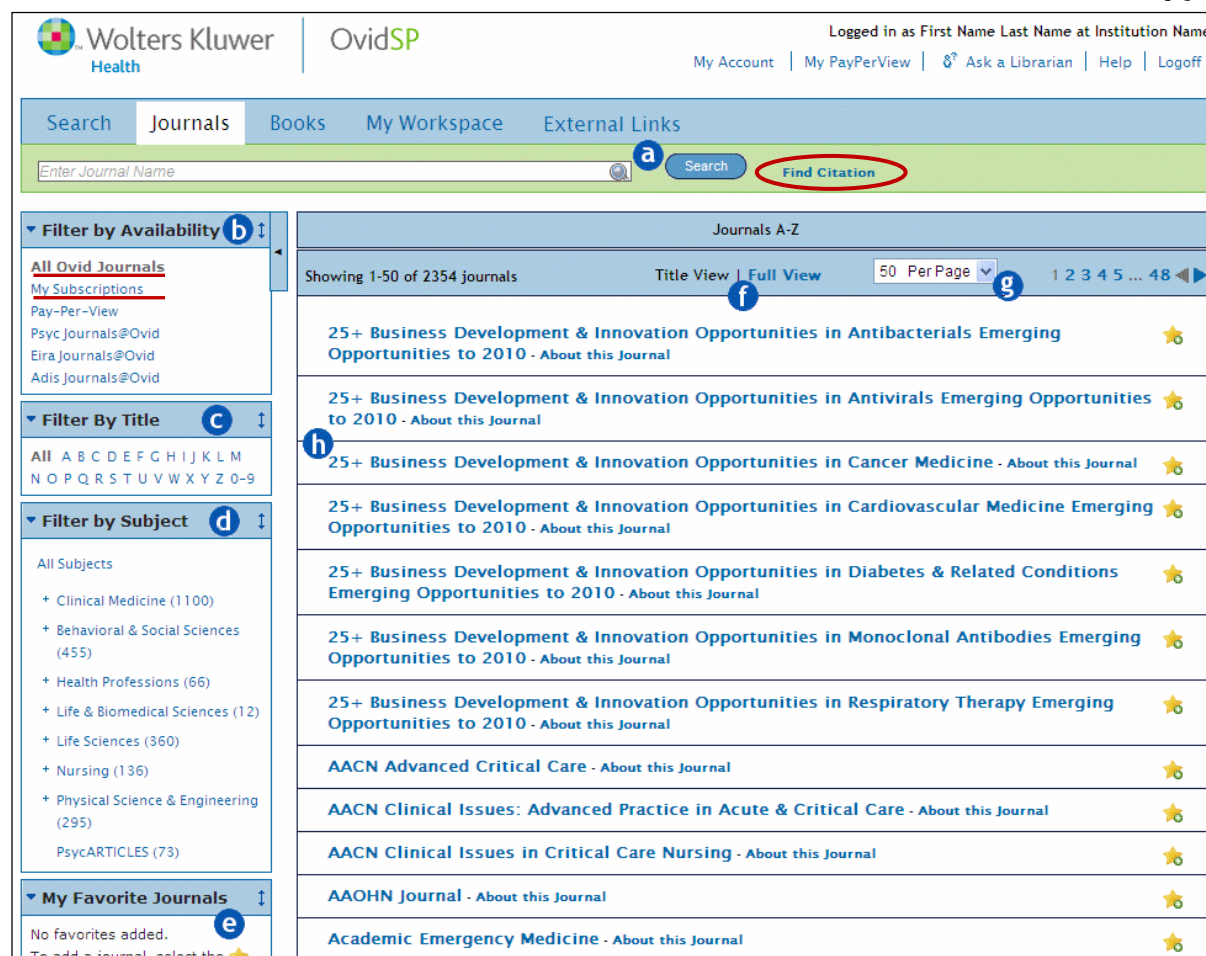 Wolters Kluwer
Health
OvidSP
Logged in as First Name Last Name at Institution Name
My Account | My PayPerView | Ask a Librarian | Help | Logoff
Search Journals Books My Workspace External Links
Enter Journal Name
a
Search
Find Citation
Filter by Availability b
All Ovid Journals
My Subscriptions
Pay-Per-View
Psyc Journals@Ovid
Eira Journals@Ovid
Adis Journals@Ovid
Filter By Title c
All A B C D E F G H I J K L M
N O P Q R S T U V W X Y Z 0-9
Filter by Subject d
All Subjects
+ Clinical Medicine (1100)
+ Behavioral & Social Sciences
(455)
+ Health Professions (66)
+ Life & Biomedical Sciences (12)
+ Life Sciences (360)
+ Nursing (136)
+ Physical Science & Engineering
(295)
PsycARTICLES (73)
My Favorite Journals
e
No favorites added.
To add a journal, select the
Journals A-Z
Showing 1-50 of 2354 journals
Title View | Full View
f
50 Per Page
g
1 2 3 4 5 ... 48
25+ Business Development & Innovation Opportunities in Antibacterials Emerging
Opportunities to 2010 - About this Journal
25+ Business Development & Innovation Opportunities in Antivirals Emerging Opportunities
to 2010 - About this Journal
h
25+ Business Development & Innovation Opportunities in Cancer Medicine - About this Journal
25+ Business Development & Innovation Opportunities in Cardiovascular Medicine Emerging
Opportunities to 2010 - About this Journal
25+ Business Development & Innovation Opportunities in Diabetes & Related Conditions
Emerging Opportunities to 2010 - About this Journal
25+ Business Development & Innovation Opportunities in Monoclonal Antibodies Emerging
Opportunities to 2010 - About this Journal
25+ Business Development & Innovation Opportunities in Respiratory Therapy Emerging
Opportunities to 2010 - About this Journal
AACN Advanced Critical Care - About this Journal
AACN Clinical Issues: Advanced Practice in Acute & Critical Care - About this Journal
AACN Clinical Issues in Critical Care Nursing - About this Journal
AAOHN Journal - About this Journal
Academic Emergency Medicine - About this Journal